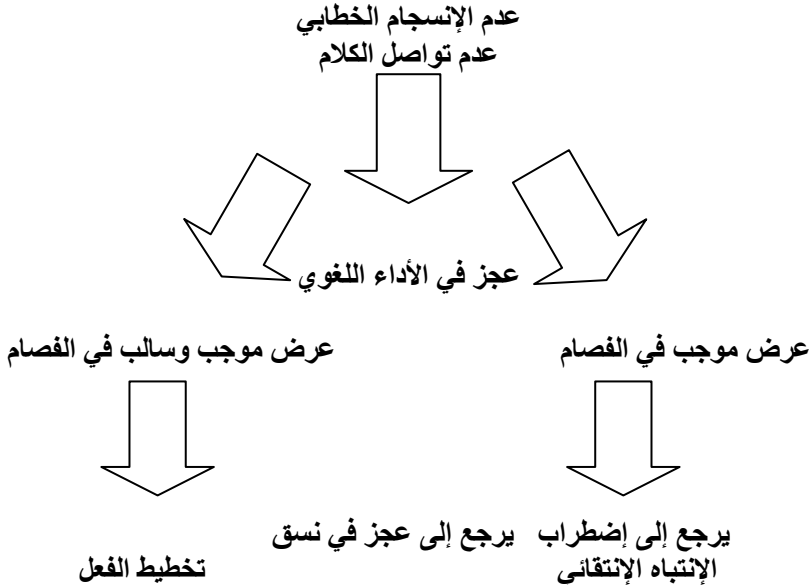 عدم الإنسجام الخطابي
عدم تواصل الكلام
عجز في الأداء اللغوي
عرض موجب في الفصام
عرض موجب وسالب في الفصام
يرجع إلى إضطراب
الإنتباه الإنتقائي
يرجع إلى عجز في نسق
تخطيط الفعل